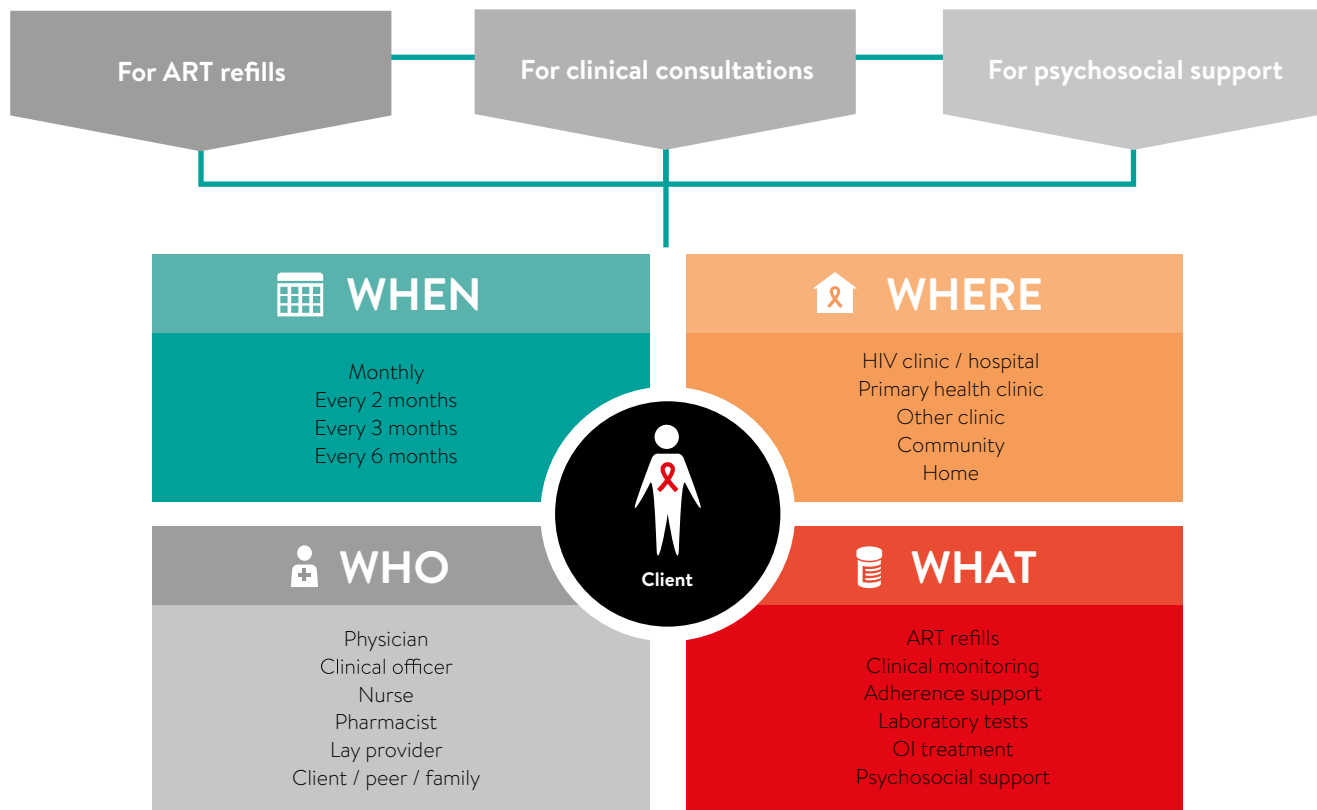 For ART refills
For clinical consultations
For psychosocial support
WHEN
Monthly
Every 2 months
Every 3 months
Every 6 months
WHERE
HIV clinic / hospital
Primary health clinic
Other clinic
Community
Home
Client
WHO
Physician
Clinical officer
Nurse
Pharmacist
Lay provider
Client / peer / family
WHAT
ART refills
Clinical monitoring
Adherence support
Laboratory tests
OI treatment
Psychosocial support